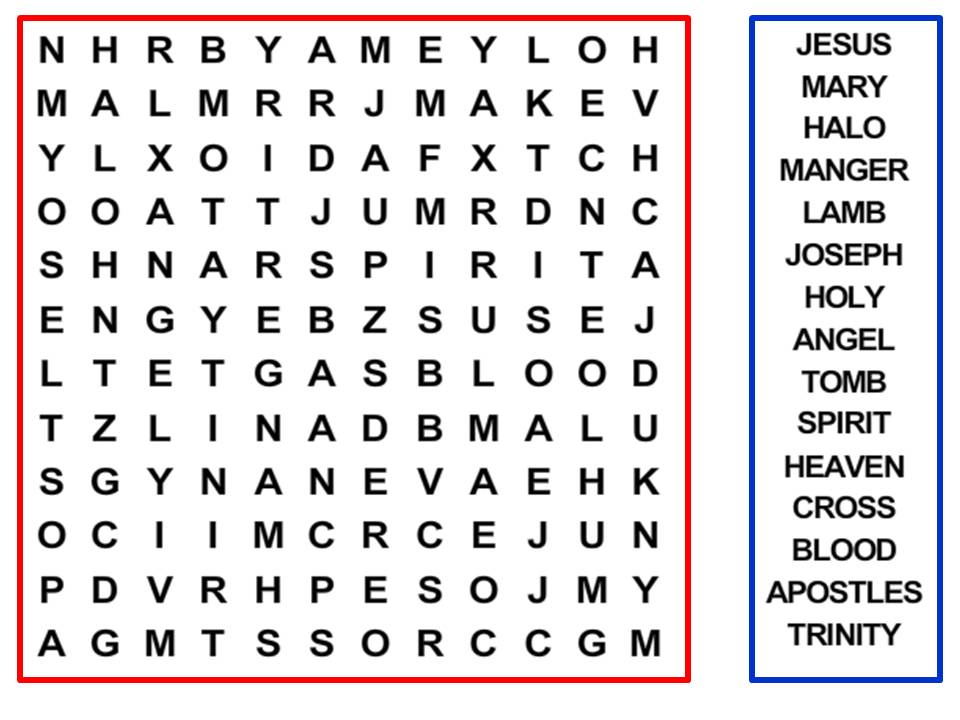 N H R B Y A M E Y L O H
M A L M R R J M A K E V
Y L X O I D A F X T C H
O O A T T J U M R D N C
S H N A R S P I R I T A
E N G Y E B Z S U S E J
L T E T G A S B L O O D
T Z L I N A D B M A L U
S G Y N A N E V A E H K
O C I I M C R C E J U N
P D V R H P E S O J M Y
A G M T S S O R C C G M
JESUS
MARY
HALO
MANGER
LAMB
JOSEPH
HOLY
ANGEL
TOMB
SPIRIT
HEAVEN
CROSS
BLOOD
APOSTLES
TRINITY